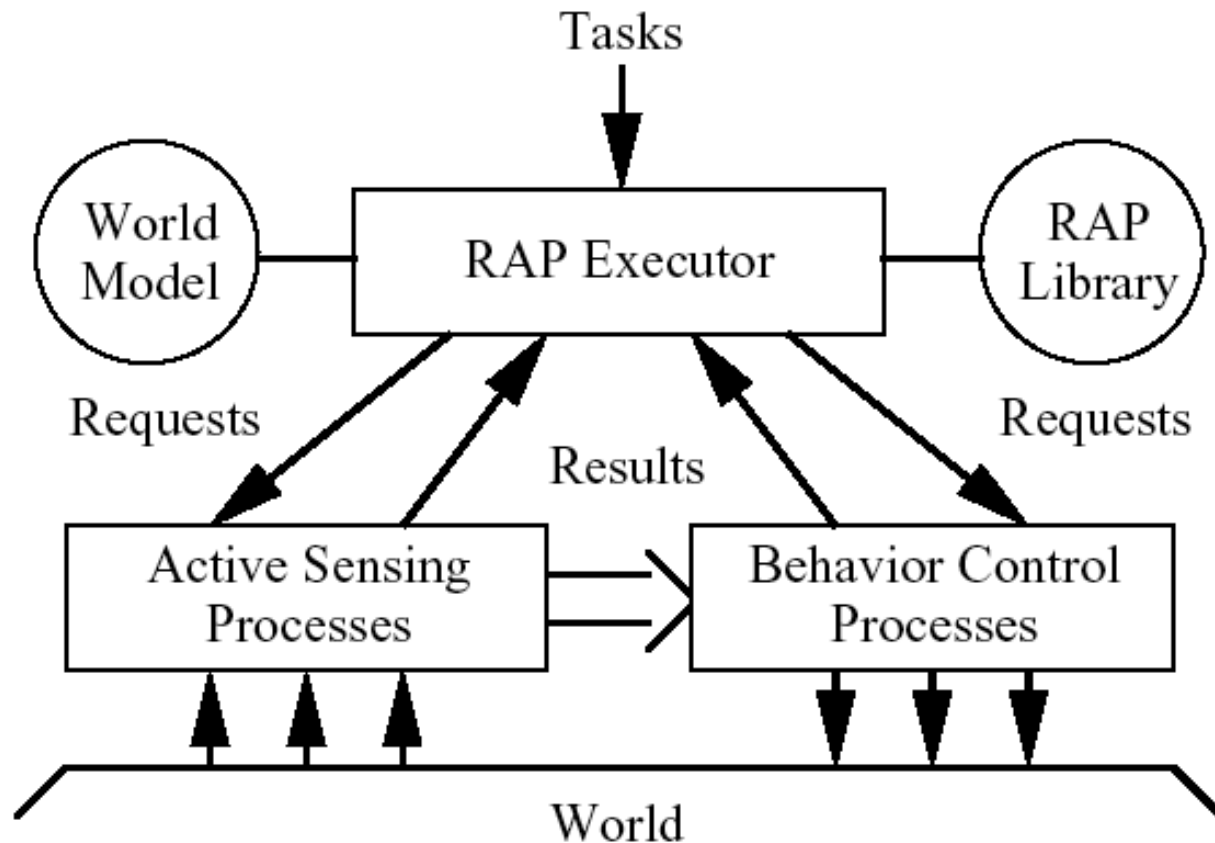 Tasks
World
Model
RAP Executor
RAP
Library
Requests
Requests
Results
Active Sensing
Processes
Behavior Control
Processes
World